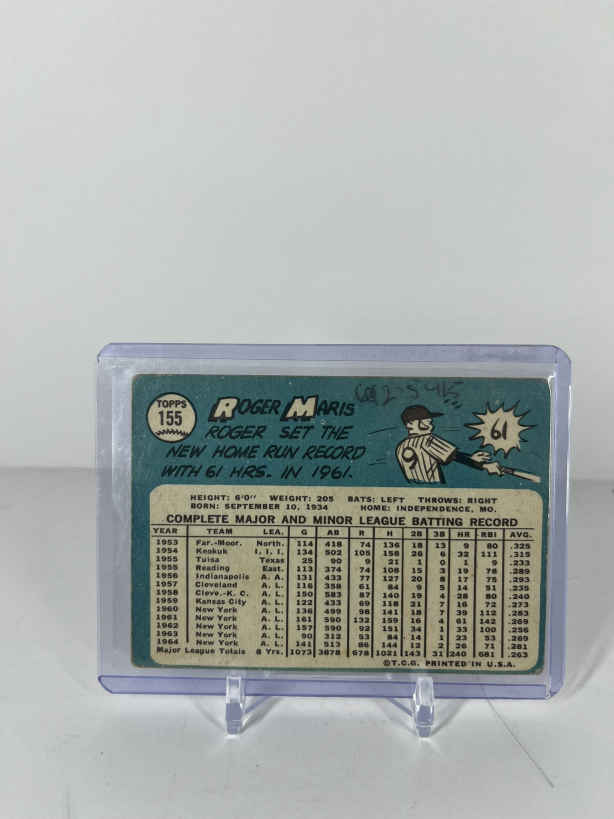 TOPPS
155
ROGER MARIS
ROGER SET THE
NEW HOME RUN RECORD
WITH 61 HRS. IN 1961.
61
9
HEIGHT: 6'0" WEIGHT: 205 BATS: LEFT THROWS: RIGHT
BORN: SEPTEMBER 10, 1934 HOME: INDEPENDENCE, MO.
COMPLETE MAJOR AND MINOR LEAGUE BATTING RECORD
YEAR TEAM LEA. G AB R H 2B 3B HR RBI AVG.
1953 Far.-Moor. North. 114 418 74 136 18 13 9 80 .325
1954 Keokuk I. I. I. 134 502 105 158 26 6 32 111 .315
1955 Tulsa Texas 25 90 9 21 1 0 1 9 .233
1955 Reading East. 113 374 74 108 15 3 19 78 .289
1956 Indianapolis A. A. 131 433 77 127 20 8 17 75 .293
1957 Cleveland A. L. 116 358 61 84 9 5 14 51 .235
1958 Cleve.-K. C. A. L. 150 583 87 140 19 4 28 80 .240
1959 Kansas City A. L. 122 433 69 118 21 7 16 72 .273
1960 New York A. L. 136 499 98 141 18 7 39 112 .283
1961 New York A. L. 161 590 132 159 16 4 61 142 .269
1962 New York A. L. 157 590 92 151 34 1 33 100 .256
1963 New York A. L. 90 312 53 84 14 1 23 53 .269
1964 New York A. L. 141 513 86 144 12 2 26 71 .281
Major League Totals 8 Yrs. 1073 3878 678 1021 143 31 240 681 .263
©T.C.G. PRINTED IN U.S.A.